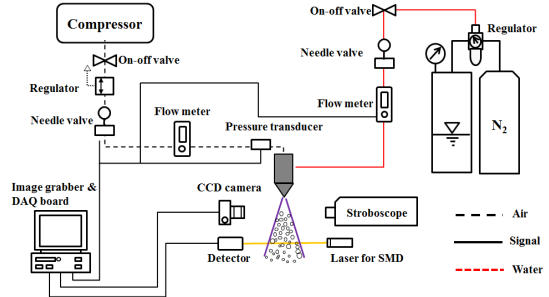 Compressor
On-off valve
Regulator
Needle valve
Flow meter
Pressure transducer
On-off valve
Needle valve
Flow meter
Regulator
N₂
Image grabber &
DAQ board
CCD camera
Stroboscope
Detector
Laser for SMD
Air
Signal
Water